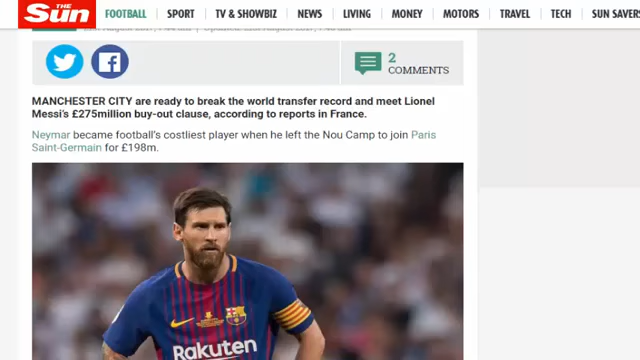 THE
Sun
FOOTBALL SPORT TV & SHOWBIZ NEWS LIVING MONEY MOTORS TRAVEL TECH SUN SAVERS
2
COMMENTS
MANCHESTER CITY are ready to break the world transfer record and meet Lionel
Messi's £275million buy-out clause, according to reports in France.
Neymar became football's costliest player when he left the Nou Camp to join Paris
Saint-Germain for £198m.
Rakuten